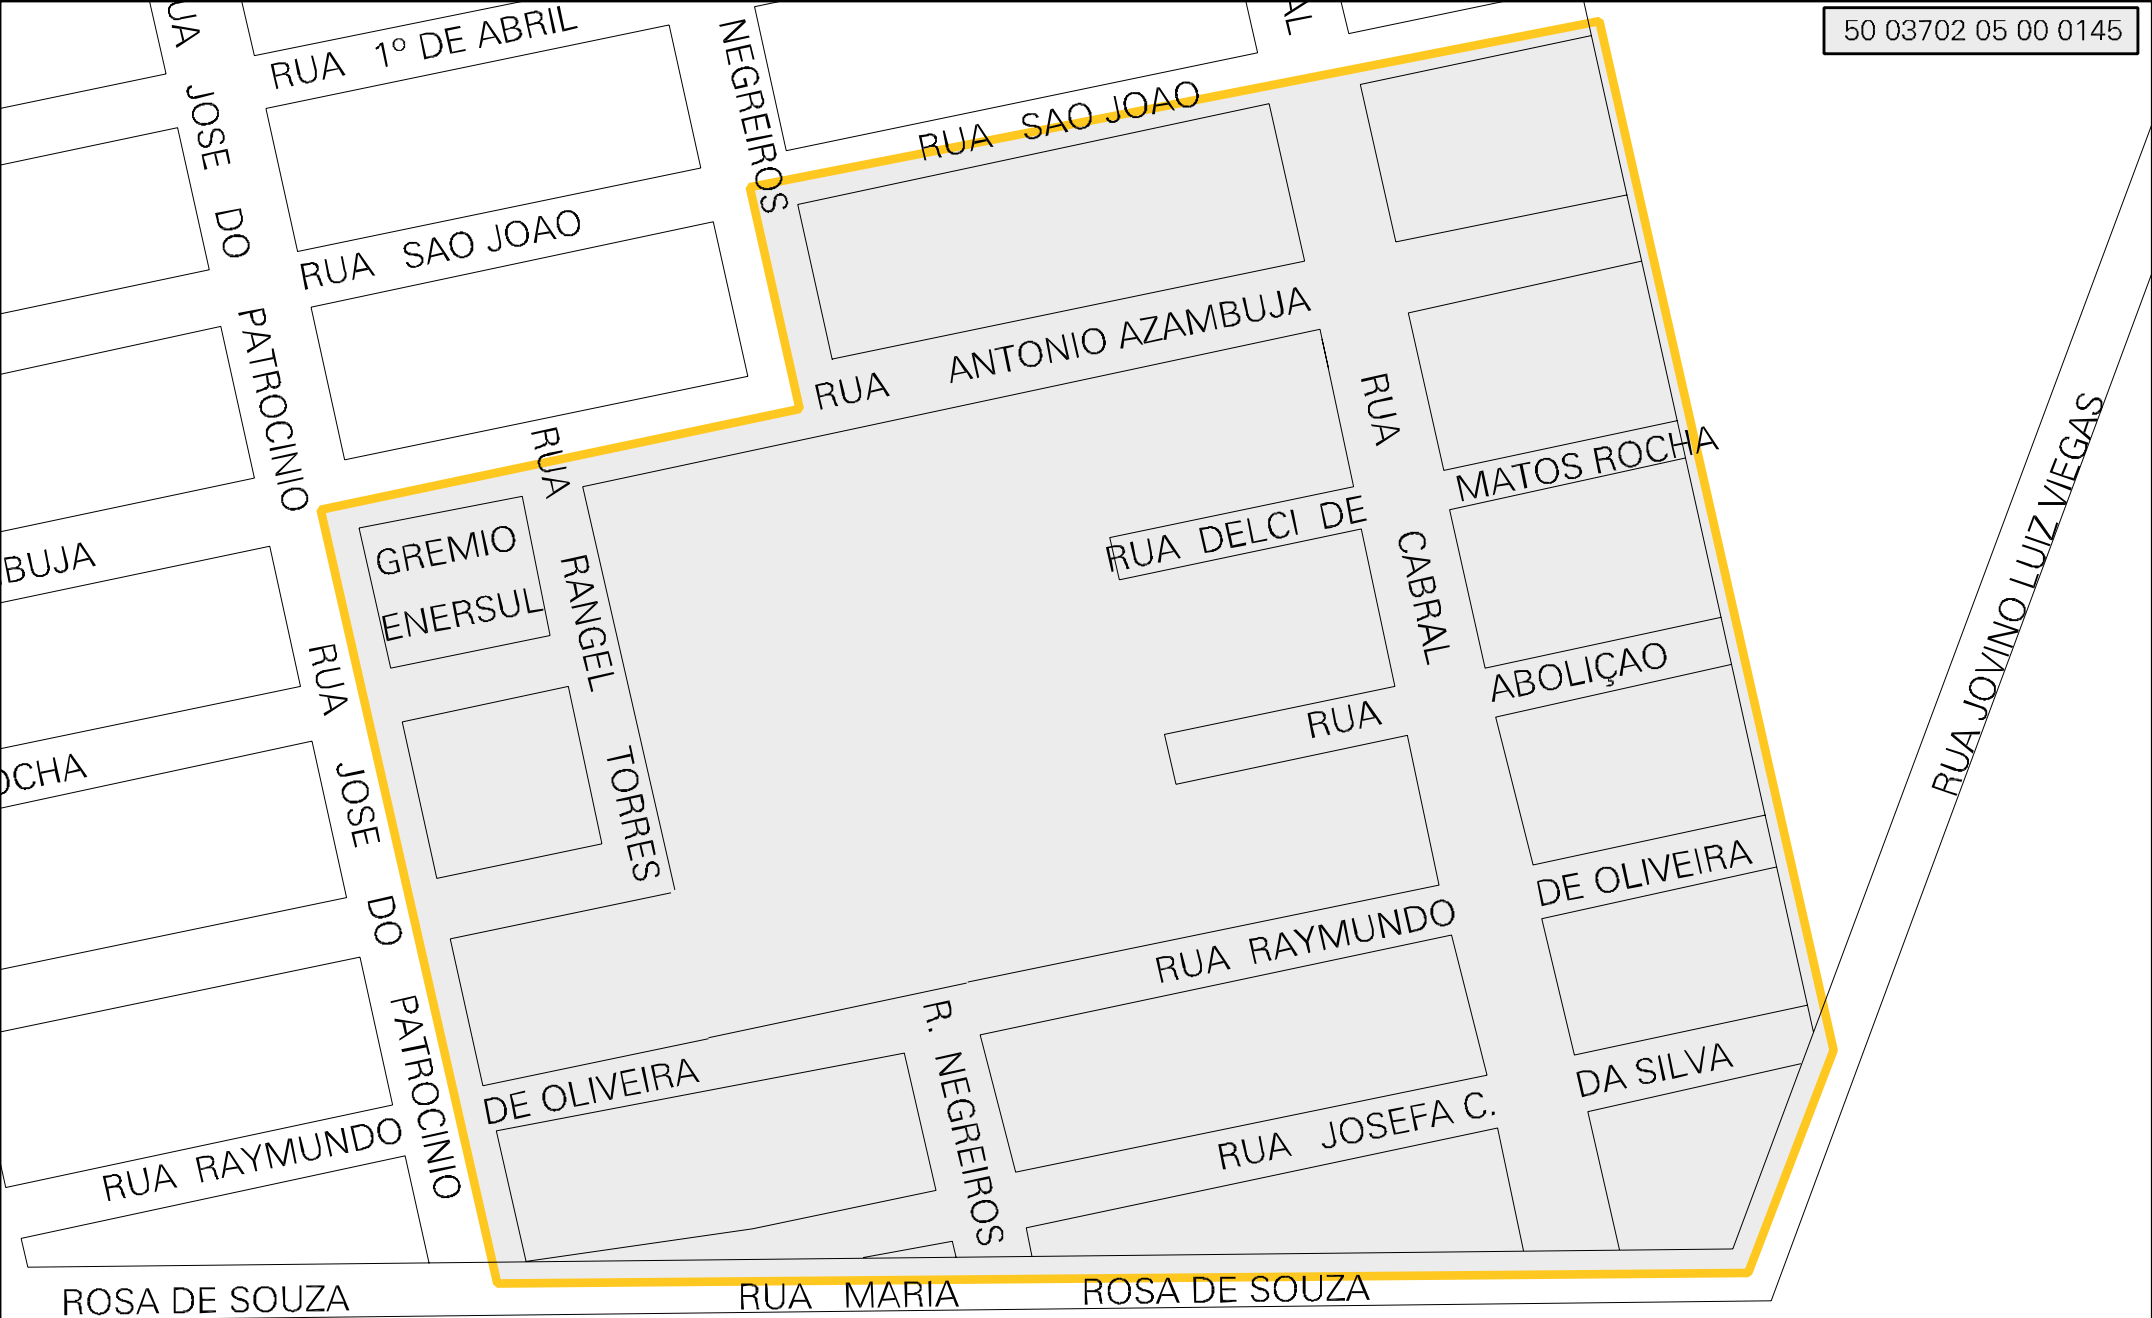 50 03702 05 00 0145
RUA 1º DE ABRIL
UA JOSE DO PATROCINIO
NEGREIROS
AL
RUA SAO JOAO
RUA SAO JOAO
RUA ANTONIO AZAMBUJA
RUA CABRAL
MATOS ROCHA
RUA DELCI DE
GREMIO
ENERSUL
RUA RANGEL TORRES
BUJA
OCHA
RUA JOSE DO PATROCINIO
RUA ABOLIÇAO
RUA JOVINO LUIZ VIEGAS
DE OLIVEIRA
RUA RAYMUNDO
R. NEGREIROS
DE OLIVEIRA
RUA RAYMUNDO
RUA JOSEFA C. DA SILVA
ROSA DE SOUZA
RUA MARIA ROSA DE SOUZA